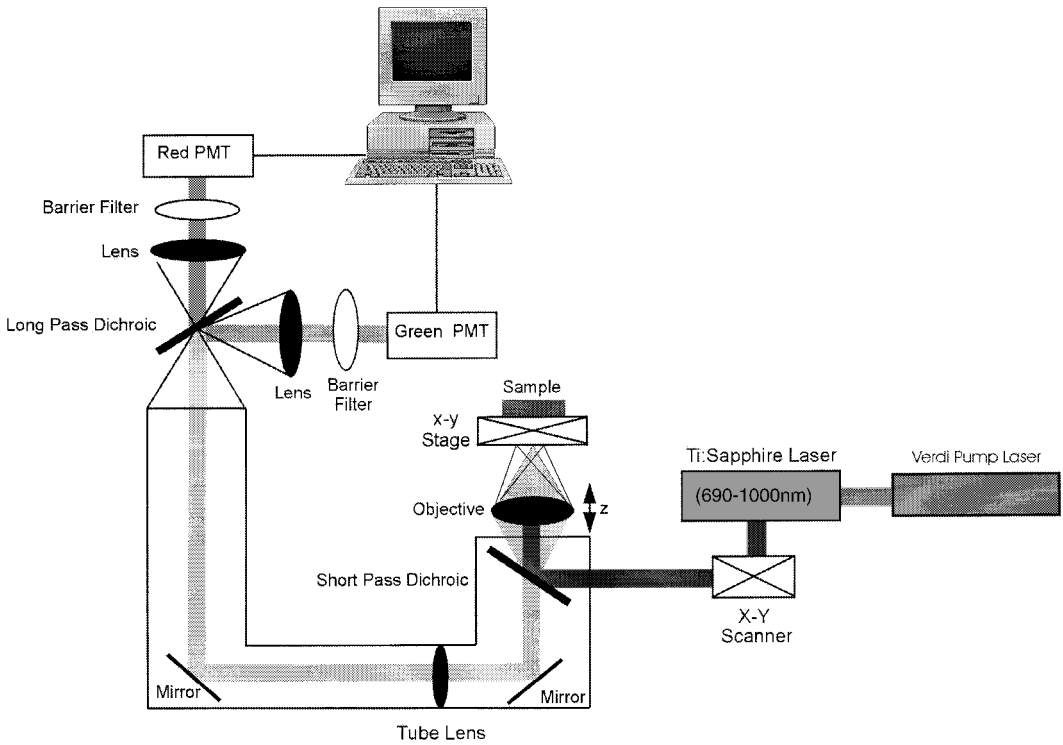 Red PMT
Barrier Filter
Lens
Long Pass Dichroic
Green PMT
Lens
Barrier
Filter
Sample
x-y
Stage
Ti:Sapphire Laser
Verdi Pump Laser
(690-1000nm)
Objective
z
Short Pass Dichroic
X-Y
Scanner
Mirror
Mirror
Tube Lens